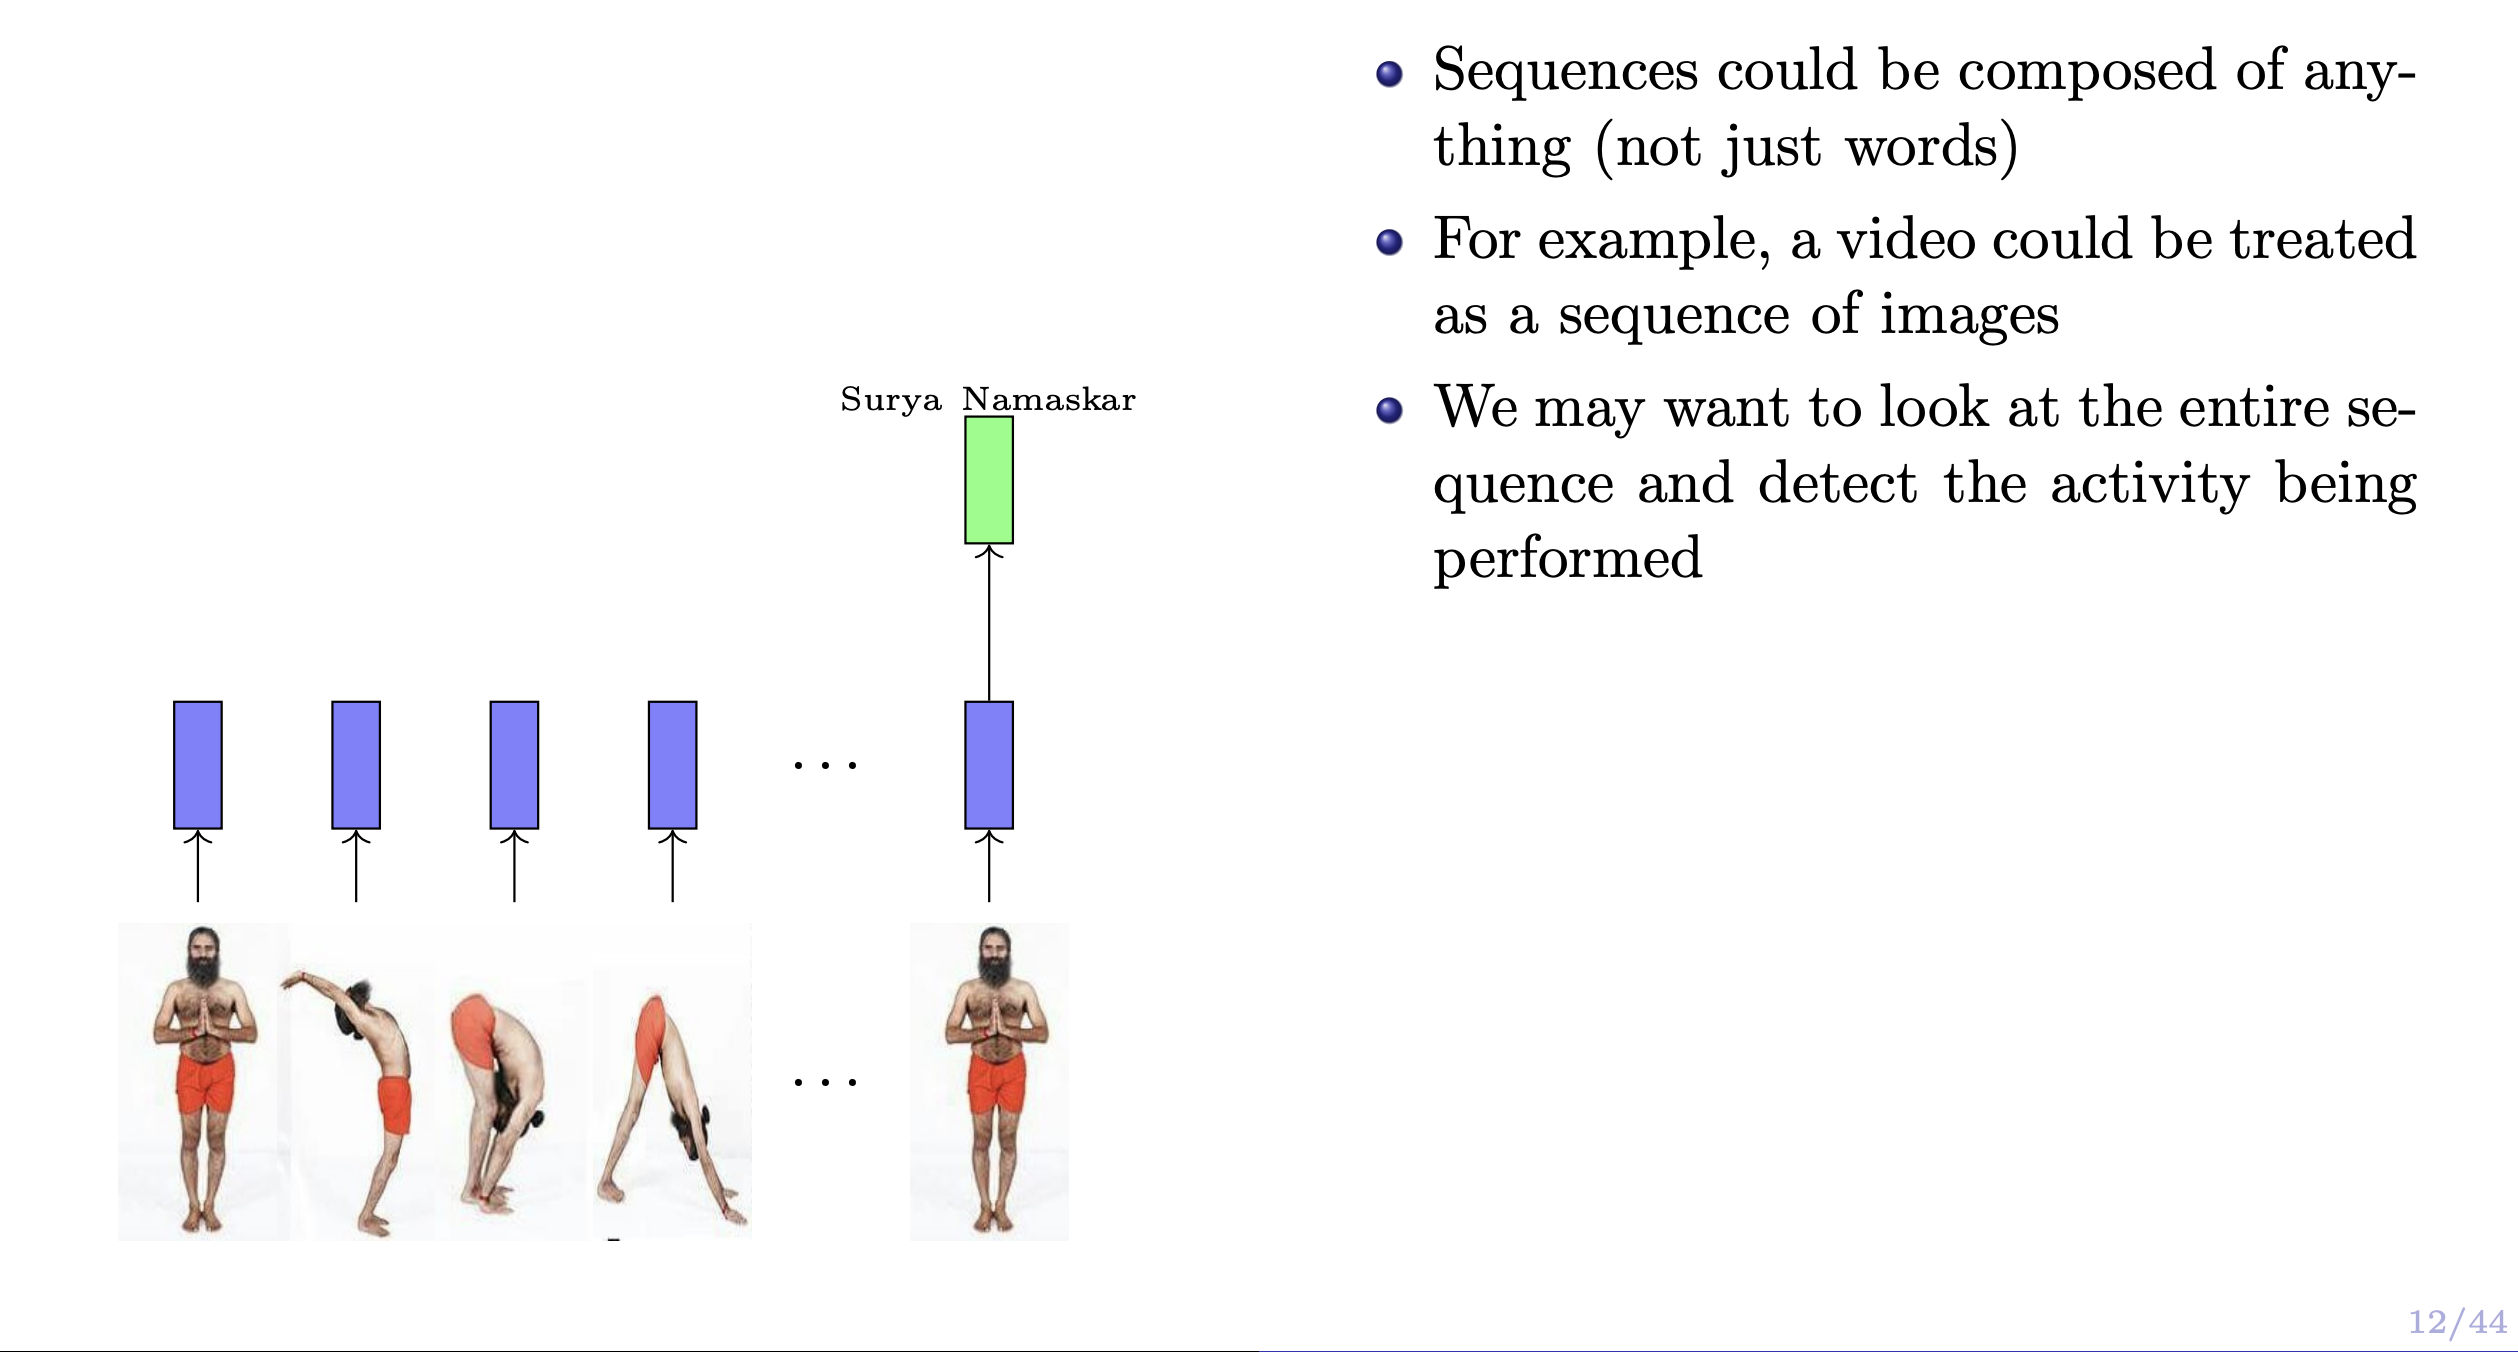 Sequences could be composed of any-
thing (not just words)
For example, a video could be treated
as a sequence of images
We may want to look at the entire se-
quence and detect the activity being
performed
Surya Namaskar
. . .
. . .
12/44